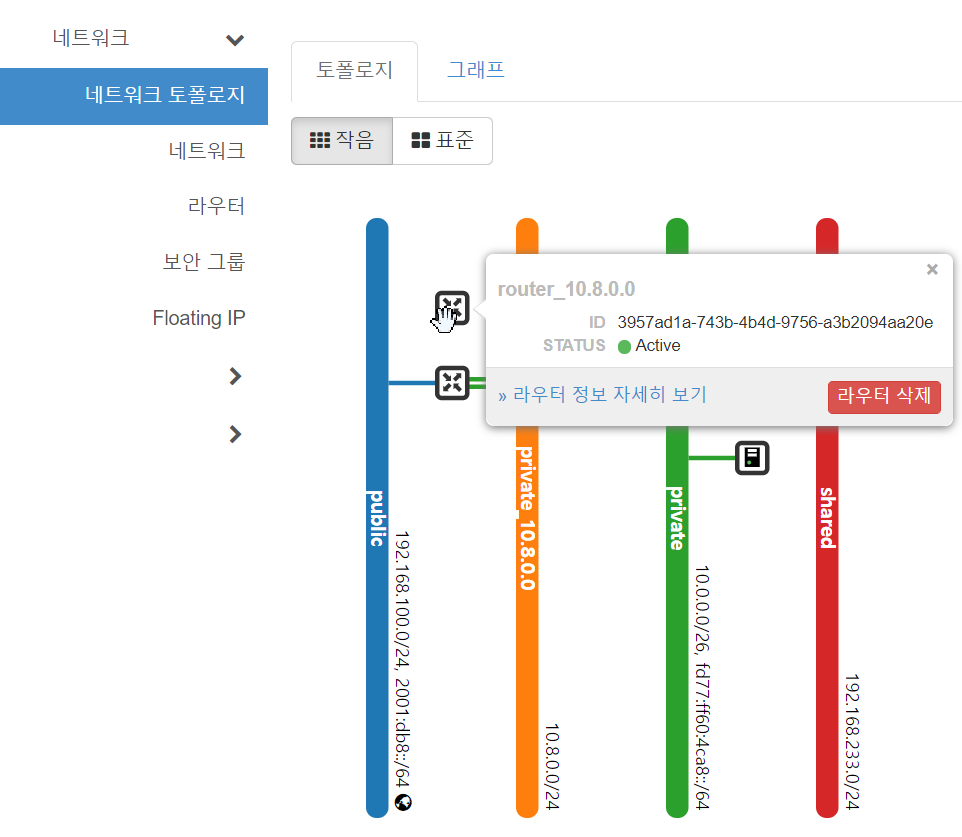 네트워크
네트워크 토폴로지
네트워크
라우터
보안 그룹
Floating IP
토폴로지
그래프
작음
표준
router_10.8.0.0
ID 3957ad1a-743b-4b4d-9756-a3b2094aa20e
STATUS Active
» 라우터 정보 자세히 보기
라우터 삭제
public
192.168.100.0/24, 2001:db8::/64
private_10.8.0.0
10.8.0.0/24
private
10.0.0.0/26, fd77:ff60:4ca8::/64
shared
192.168.233.0/24